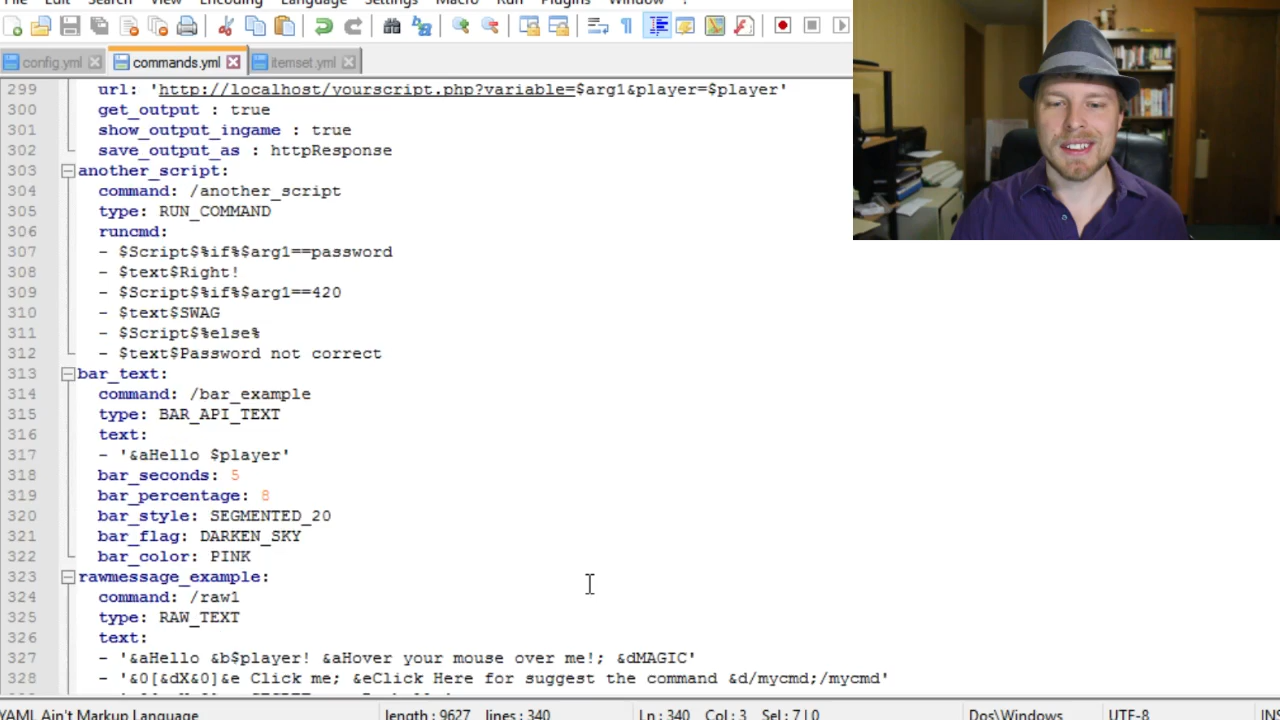 File Edit Search View Encoding Language Settings Macro Run Plugins Window ?
config.yml commands.yml itemset.yml
299 url: 'http://localhost/yourscript.php?variable=$arg1&player=$player'
300 get_output : true
301 show_output_ingame : true
302 save_output_as : httpResponse
303 another_script:
304 command: /another_script
305 type: RUN_COMMAND
306 runcmd:
307 - $Script$%if%$arg1==password
308 - $text$Right!
309 - $Script$%if%$arg1==420
310 - $text$SWAG
311 - $Script$%else%
312 - $text$Password not correct
313 bar_text:
314 command: /bar_example
315 type: BAR_API_TEXT
316 text:
317 - '&aHello $player'
318 bar_seconds: 5
319 bar_percentage: 8
320 bar_style: SEGMENTED_20
321 bar_flag: DARKEN_SKY
322 bar_color: PINK
323 rawmessage_example:
324 command: /raw1
325 type: RAW_TEXT
326 text:
327 - '&aHello &b$player! &aHover your mouse over me!; &dMAGIC'
328 - '&0[&dX&0]&e Click me; &eClick Here for suggest the command &d/mycmd;/mycmd'
YAML Ain't Markup Language length : 9627 lines : 340 Ln : 340 Col : 3 Sel : 7 | 0 Dos\Windows UTF-8 INS